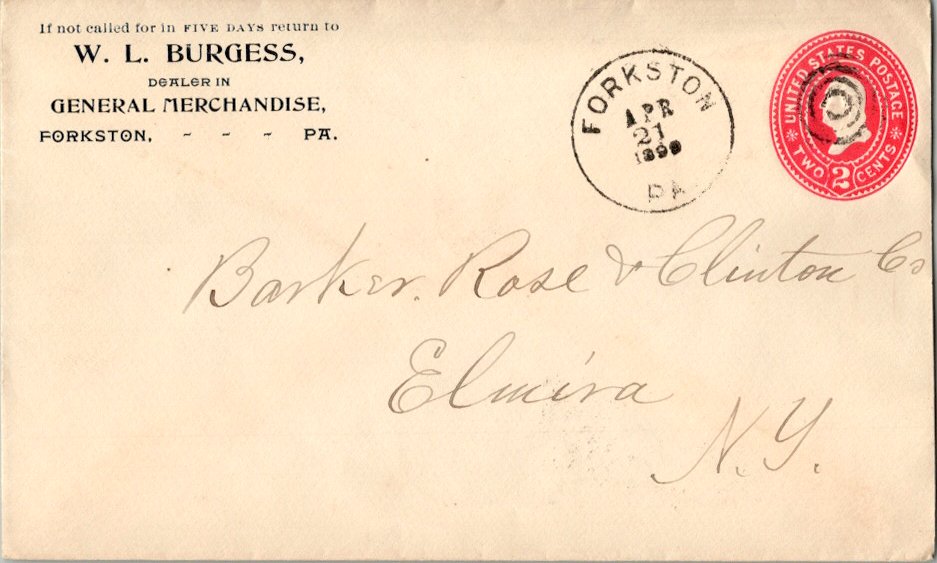 If not called for in FIVE DAYS return to
W. L. BURGESS,
DEALER IN
GENERAL MERCHANDISE,
FORKSTON, - - - PA.
FORKSTON
APR
21
PA
UNITED STATES POSTAGE
TWO 2 CENTS
Barker. Rose & Clinton Co
Elmira
N.Y.